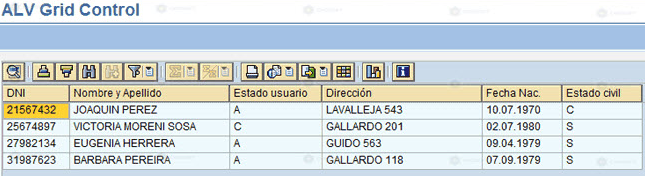 ALV Grid Control
DNI Nombre y Apellido Estado usuario Dirección Fecha Nac. Estado civil
21567432 JOAQUIN PEREZ A LAVALLEJA 543 10.07.1970 C
25674897 VICTORIA MORENI SOSA C GALLARDO 201 02.07.1980 S
27982134 EUGENIA HERRERA A GUIDO 563 09.04.1979 S
31987623 BARBARA PEREIRA A GALLARDO 118 07.09.1979 S